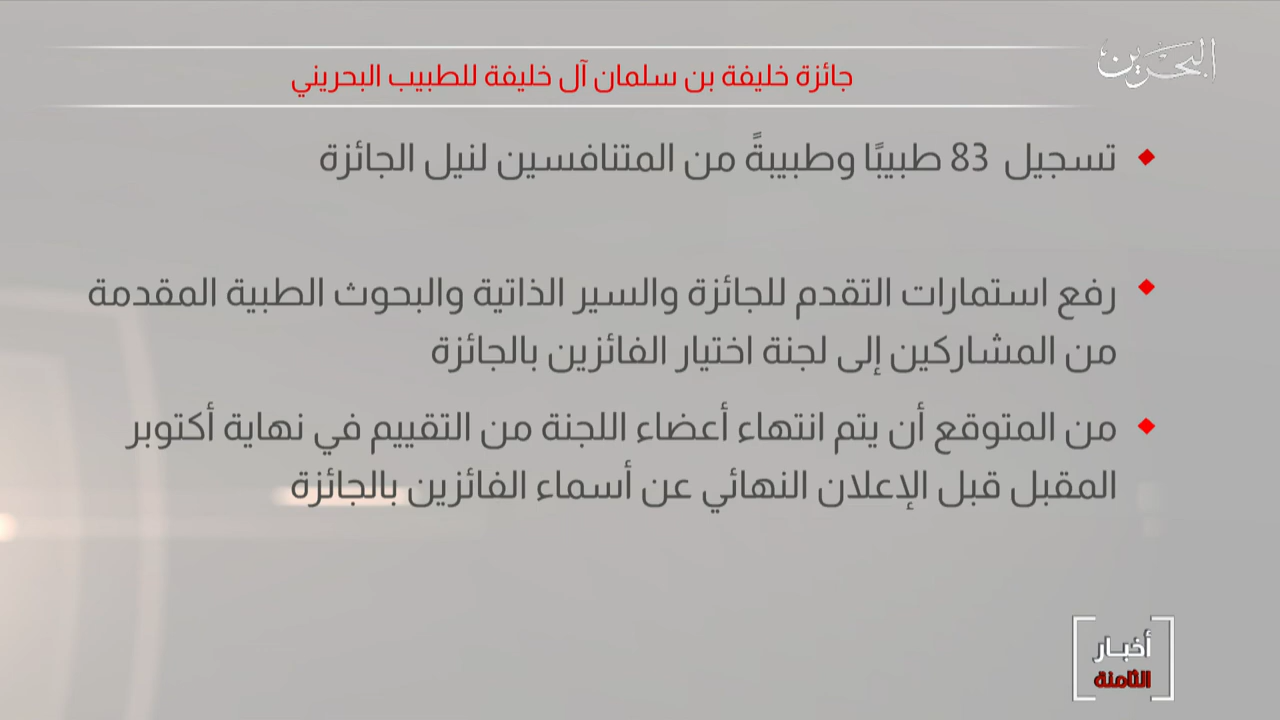 البحرين
جائزة خليفة بن سلمان آل خليفة للطبيب البحريني
تسجيل 83 طبيبًا وطبيبةً من المتنافسين لنيل الجائزة
رفع استمارات التقدم للجائزة والسير الذاتية والبحوث الطبية المقدمة
من المشاركين إلى لجنة اختيار الفائزين بالجائزة
من المتوقع أن يتم انتهاء أعضاء اللجنة من التقييم في نهاية أكتوبر
المقبل قبل الإعلان النهائي عن أسماء الفائزين بالجائزة
أخبار
الثامنة